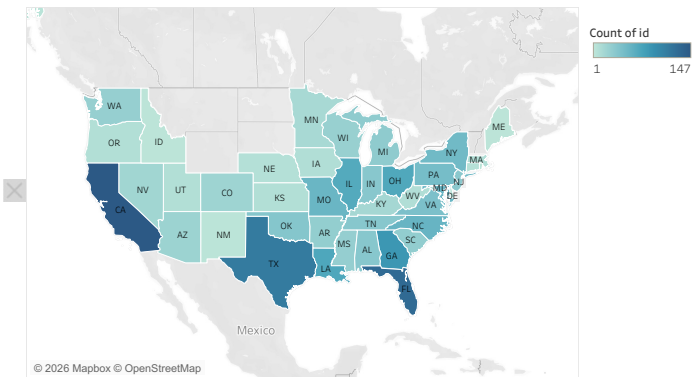 Count of id
1 147
WA
MN
ME
OR
ID
WI
MI
NY
MA
NE
IA
PA
NJ
NV
UT
CO
IL
IN
OH
MD
DE
CA
KS
MO
WV
VA
KY
AZ
NM
OK
AR
TN
NC
SC
MS
AL
GA
TX
LA
FL
Mexico
© 2026 Mapbox © OpenStreetMap